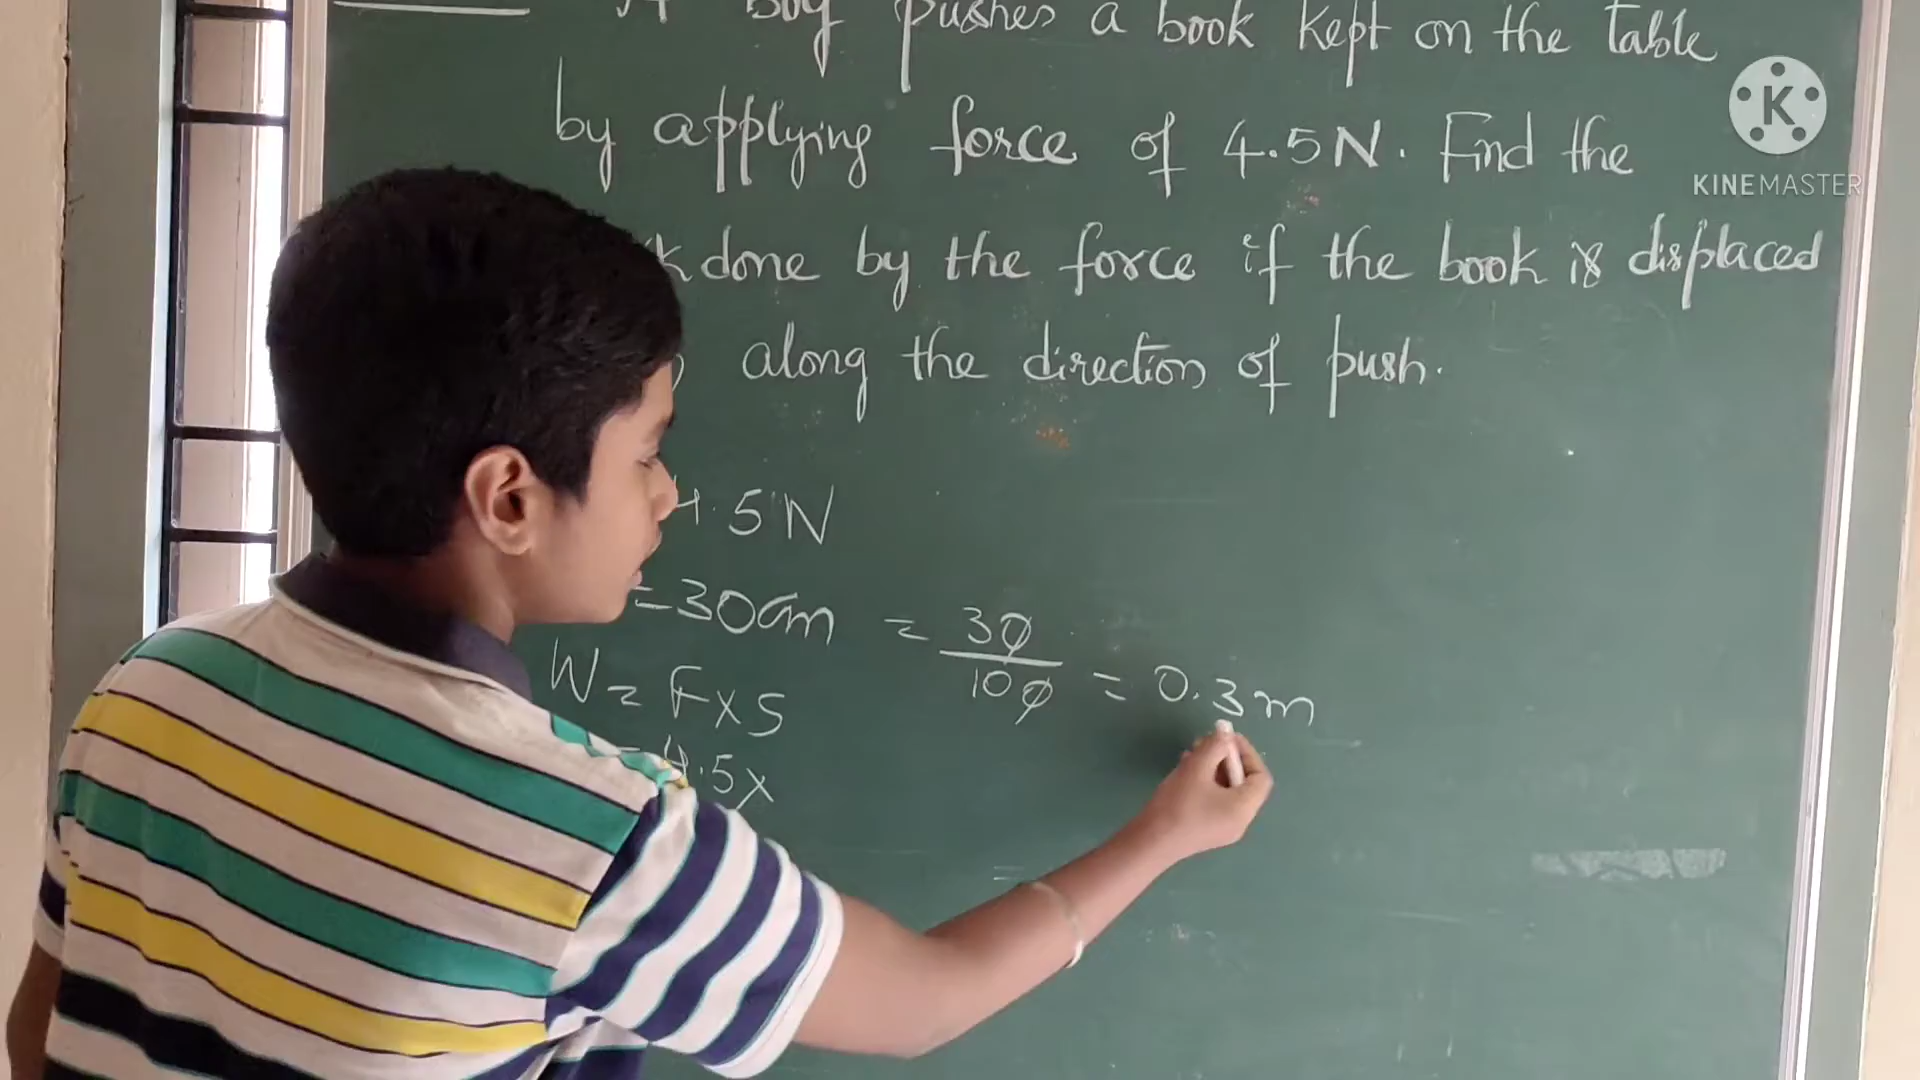 A boy pushes a book kept on the table
by applying force of 4.5N. Find the
done by the force if the book is displaced
along the direction of push.
4.5N
=30cm = 30/100 = 0.3m
W = F×S
= 4.5×
K
KINEMASTER